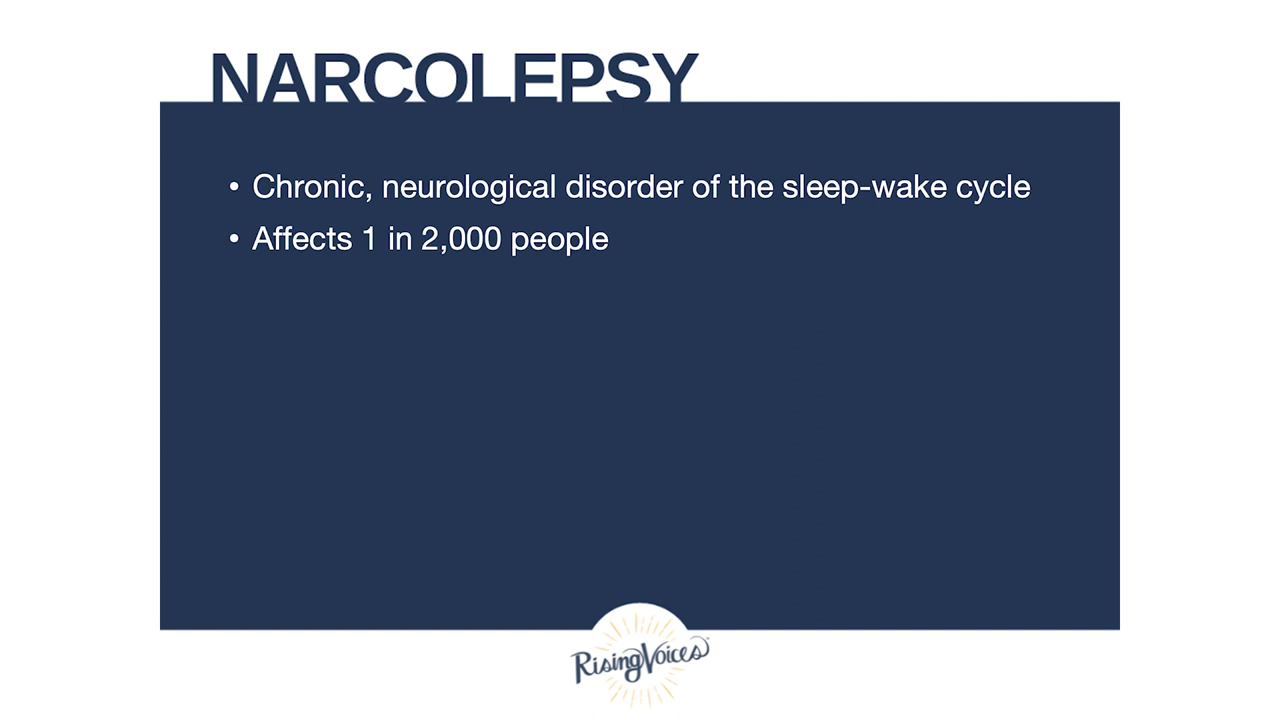 NARCOLEPSY
• Chronic, neurological disorder of the sleep-wake cycle
• Affects 1 in 2,000 people
RisingVoices